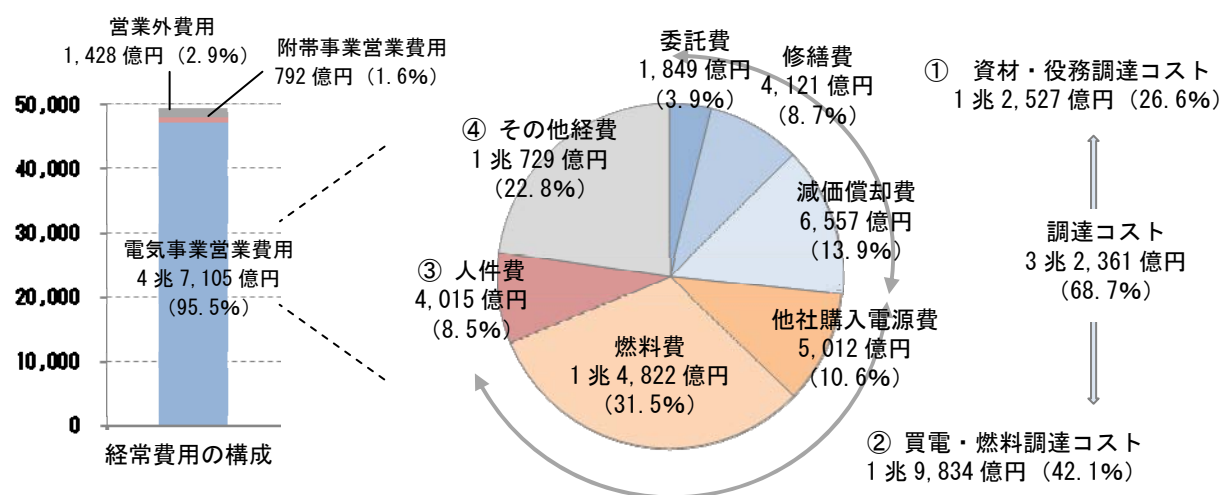 営業外費用
1,428 億円（2.9%）
附帯事業営業費用
792 億円（1.6%）
50,000
40,000
30,000
20,000
10,000
0
電気事業営業費用
4 兆 7,105 億円
（95.5%）
経常費用の構成
委託費
1,849 億円
（3.9%）
修繕費
4,121 億円
（8.7%）
減価償却費
6,557 億円
（13.9%）
他社購入電源費
5,012 億円
（10.6%）
燃料費
1 兆 4,822 億円
（31.5%）
③ 人件費
4,015 億円
（8.5%）
④ その他経費
1 兆 729 億円
（22.8%）
① 資材・役務調達コスト
1 兆 2,527 億円（26.6%）
調達コスト
3 兆 2,361 億円
（68.7%）
② 買電・燃料調達コスト
1 兆 9,834 億円（42.1%）